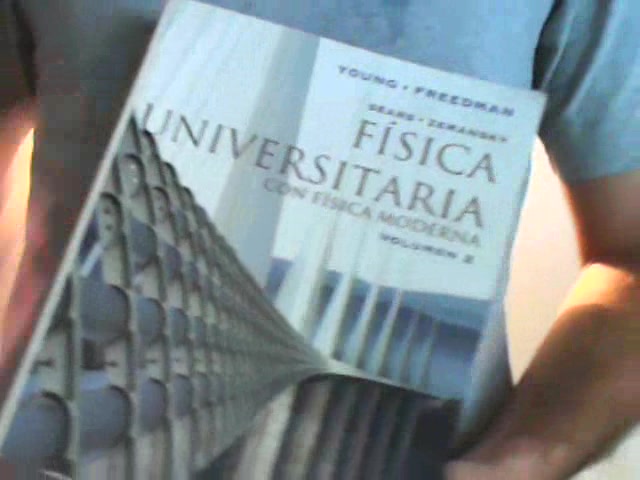 YOUNG • FREEDMAN
SEARS • ZEMANSKY
FÍSICA
UNIVERSITARIA
CON FÍSICA MODERNA
VOLUMEN 2